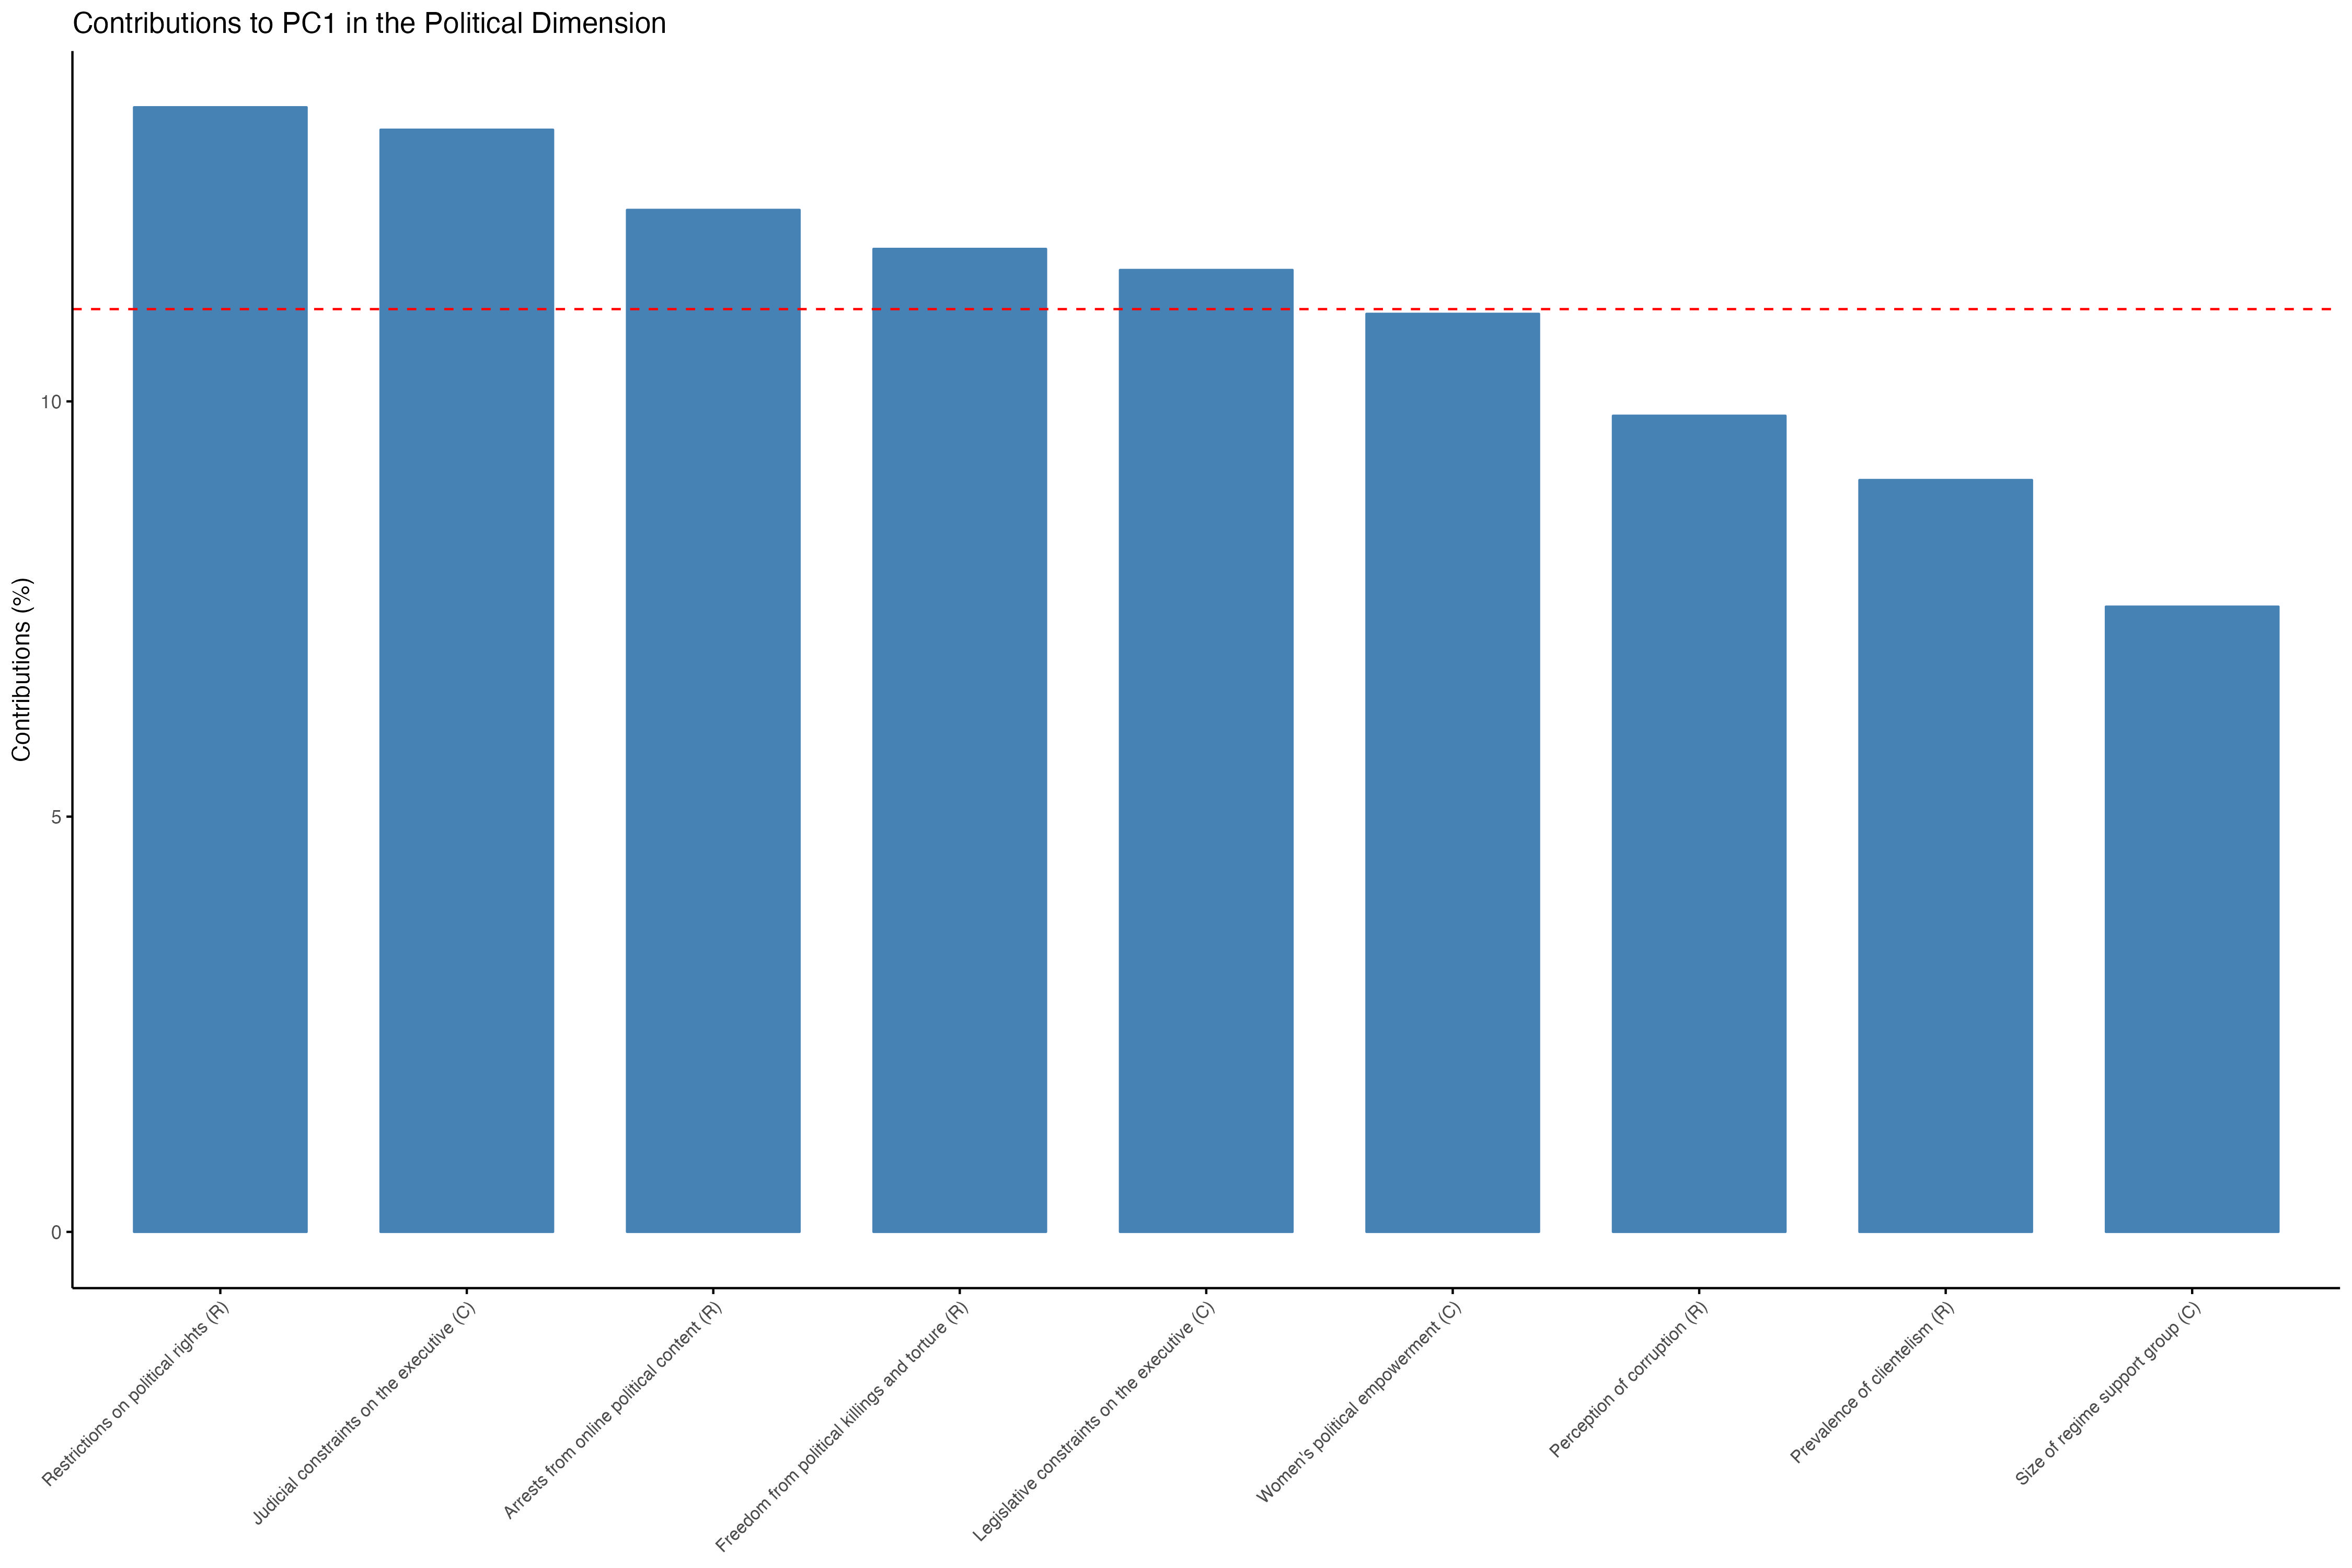 Contributions to PC1 in the Political Dimension
Contributions (%)
10
5
0
Restrictions on political rights (R)
Judicial constraints on the executive (C)
Arrests from online political content (R)
Freedom from political killings and torture (R)
Legislative constraints on the executive (C)
Women's political empowerment (C)
Perception of corruption (R)
Prevalence of clientelism (R)
Size of regime support group (C)